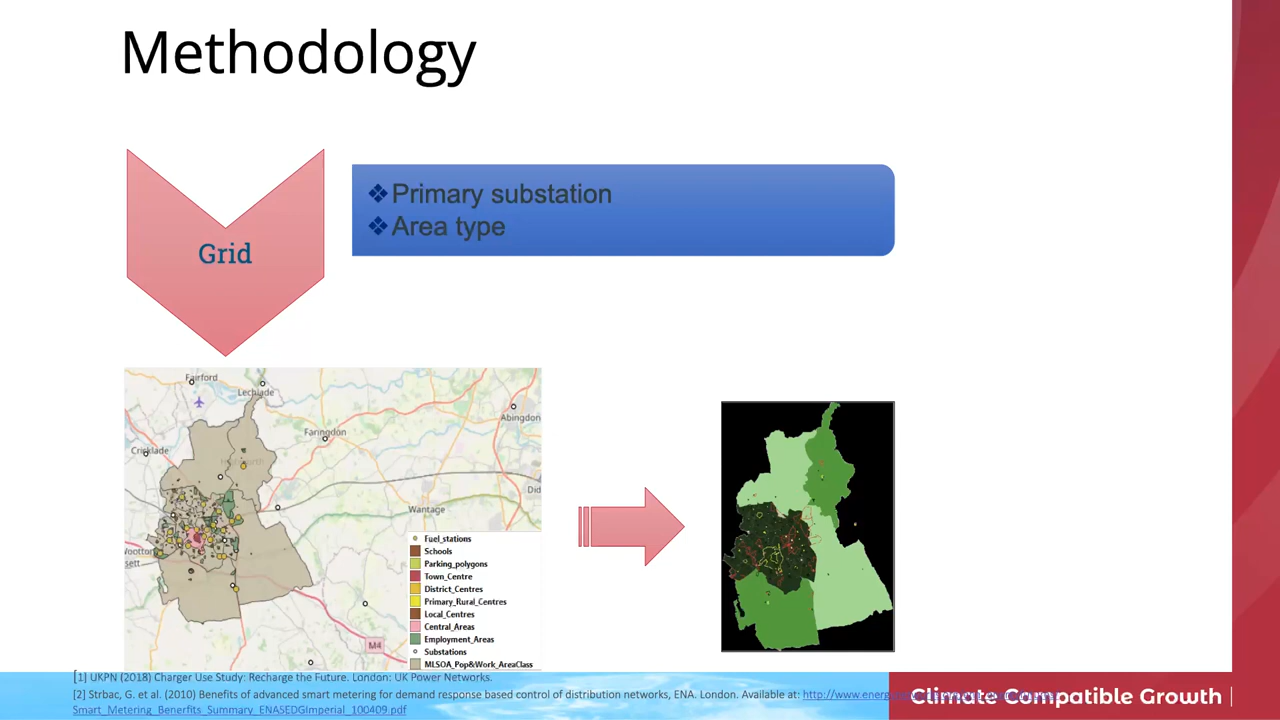 Methodology
Grid
❖Primary substation
❖Area type
Fairford
Lechlade
Abingdon
Cricklade
Faringdon
Did
Wantage
Wootton
sett
M4
Fuel_stations
Schools
Parking_polygons
Town_Centre
District_Centres
Primary_Rural_Centres
Local_Centres
Central_Areas
Employment_Areas
Substations
MLSOA_Pop&Work_AreaClass
[1] UKPN (2018) Charger Use Study: Recharge the Future. London: UK Power Networks.
[2] Strbac, G. et al. (2010) Benefits of advanced smart metering for demand response based control of distribution networks, ENA. London. Available at: http://www.energ
Smart_Metering_Benerfits_Summary_ENASEDGImperial_100409.pdf
Climate Compatible Growth |